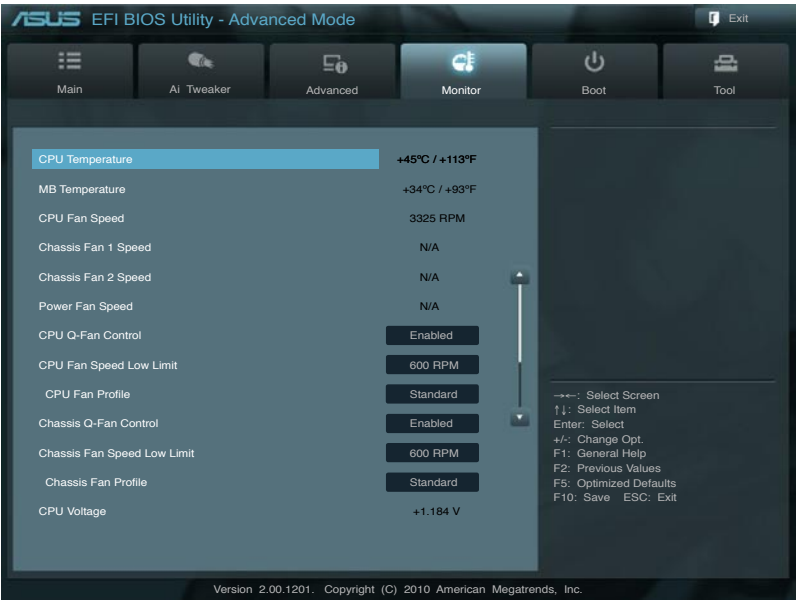 ASUS EFI BIOS Utility - Advanced Mode
Exit
Main
Ai Tweaker
Advanced
Monitor
Boot
Tool
CPU Temperature +45°C / +113°F
MB Temperature +34°C / +93°F
CPU Fan Speed 3325 RPM
Chassis Fan 1 Speed N/A
Chassis Fan 2 Speed N/A
Power Fan Speed N/A
CPU Q-Fan Control Enabled
CPU Fan Speed Low Limit 600 RPM
CPU Fan Profile Standard
Chassis Q-Fan Control Enabled
Chassis Fan Speed Low Limit 600 RPM
Chassis Fan Profile Standard
CPU Voltage +1.184 V
→←: Select Screen
↑↓: Select Item
Enter: Select
+/-: Change Opt.
F1: General Help
F2: Previous Values
F5: Optimized Defaults
F10: Save ESC: Exit
Version 2.00.1201. Copyright (C) 2010 American Megatrends, Inc.